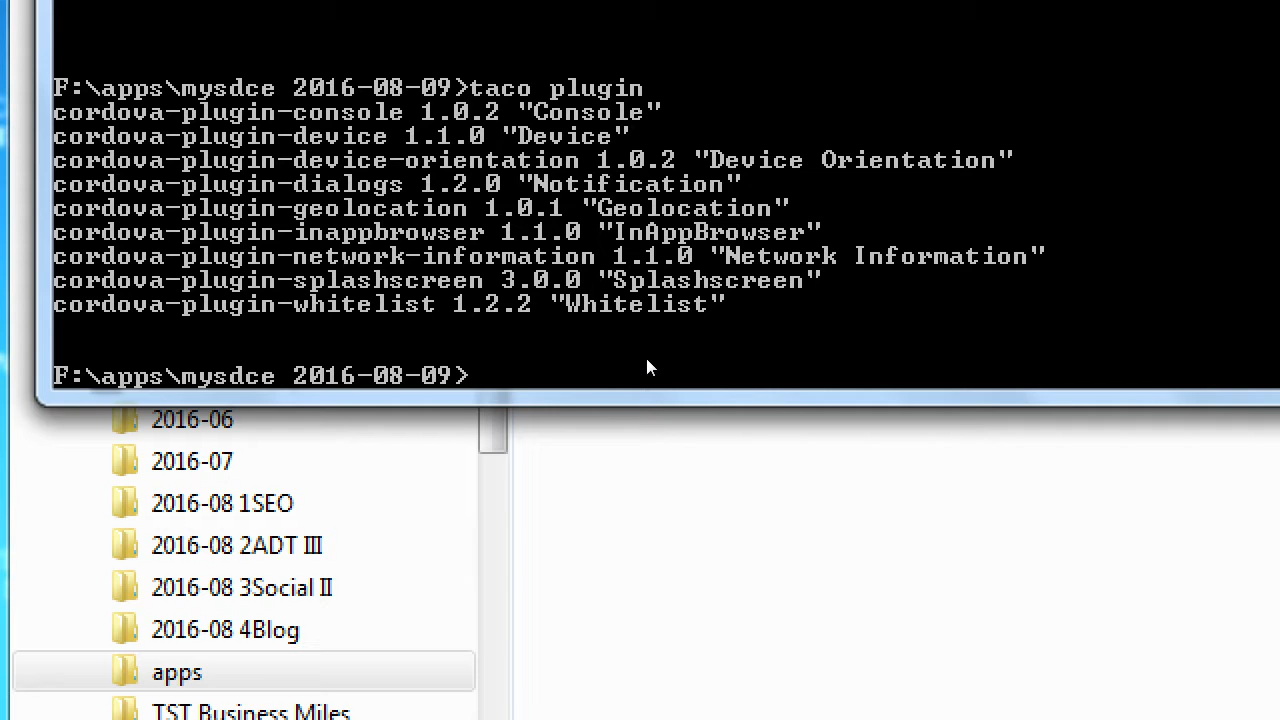 F:\apps\mysdce 2016-08-09>taco plugin
cordova-plugin-console 1.0.2 "Console"
cordova-plugin-device 1.1.0 "Device"
cordova-plugin-device-orientation 1.0.2 "Device Orientation"
cordova-plugin-dialogs 1.2.0 "Notification"
cordova-plugin-geolocation 1.0.1 "Geolocation"
cordova-plugin-inappbrowser 1.1.0 "InAppBrowser"
cordova-plugin-network-information 1.1.0 "Network Information"
cordova-plugin-splashscreen 3.0.0 "Splashscreen"
cordova-plugin-whitelist 1.2.2 "Whitelist"
F:\apps\mysdce 2016-08-09>
2016-06
2016-07
2016-08 1SEO
2016-08 2ADT III
2016-08 3Social II
2016-08 4Blog
apps
TST Business Miles